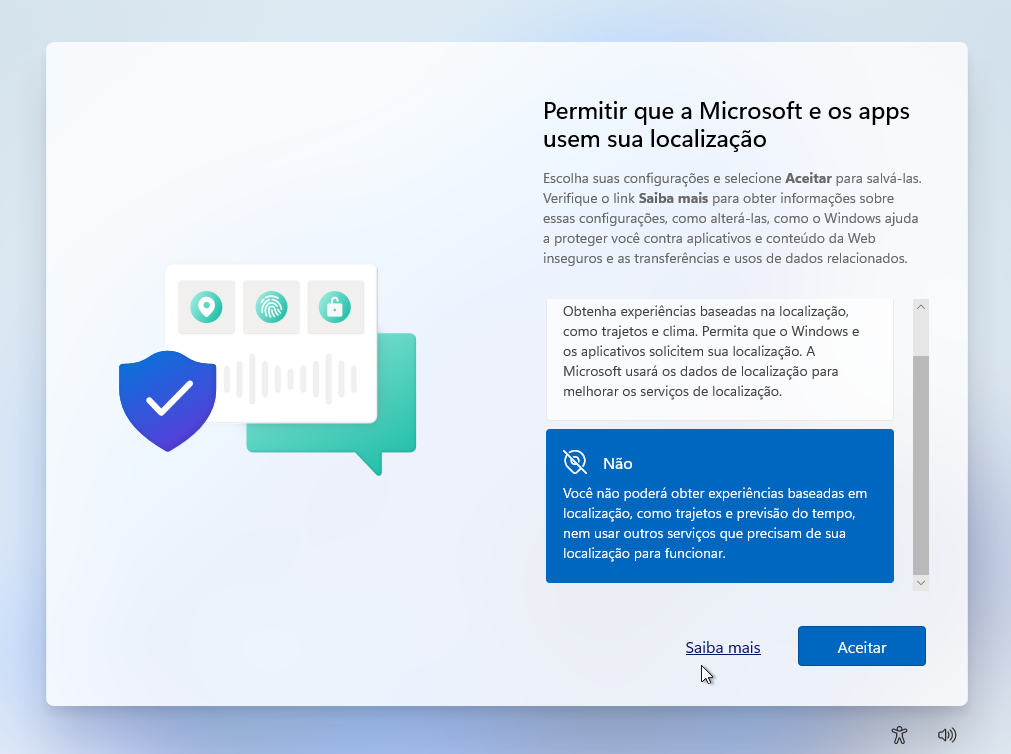 Permitir que a Microsoft e os apps
usem sua localização
Escolha suas configurações e selecione Aceitar para salvá-las.
Verifique o link Saiba mais para obter informações sobre
essas configurações, como alterá-las, como o Windows ajuda
a proteger você contra aplicativos e conteúdo da Web
inseguros e as transferências e usos de dados relacionados.
Obtenha experiências baseadas na localização,
como trajetos e clima. Permita que o Windows e
os aplicativos solicitem sua localização. A
Microsoft usará os dados de localização para
melhorar os serviços de localização.
Não
Você não poderá obter experiências baseadas em
localização, como trajetos e previsão do tempo,
nem usar outros serviços que precisam de sua
localização para funcionar.
Saiba mais
Aceitar